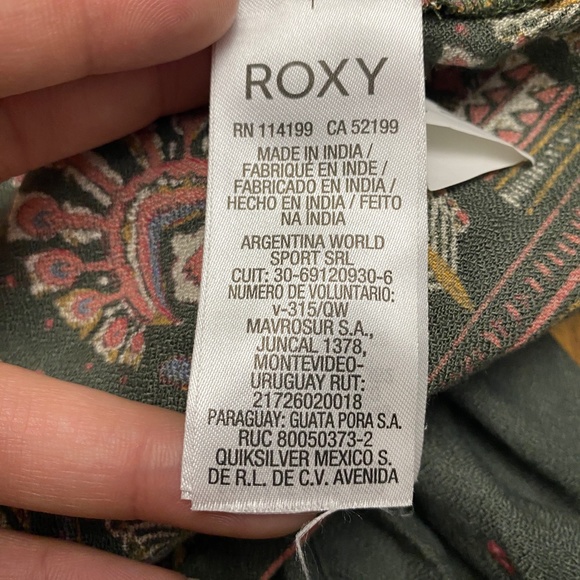 ROXY
RN 114199 CA 52199
MADE IN INDIA /
FABRIQUÉ EN INDE /
FABRICADO EN INDIA /
HECHO EN INDIA / FEITO
NA ÍNDIA
ARGENTINA WORLD
SPORT SRL
CUIT: 30-69120930-6
NUMERO DE VOLUNTARIO:
v-315/QW
MAVROSUR S.A.,
JUNCAL 1378,
MONTEVIDEO-
URUGUAY RUT:
21726020018
PARAGUAY: GUATA PORA S.A.
RUC 80050373-2
QUIKSILVER MEXICO S.
DE R.L. DE C.V. AVENIDA